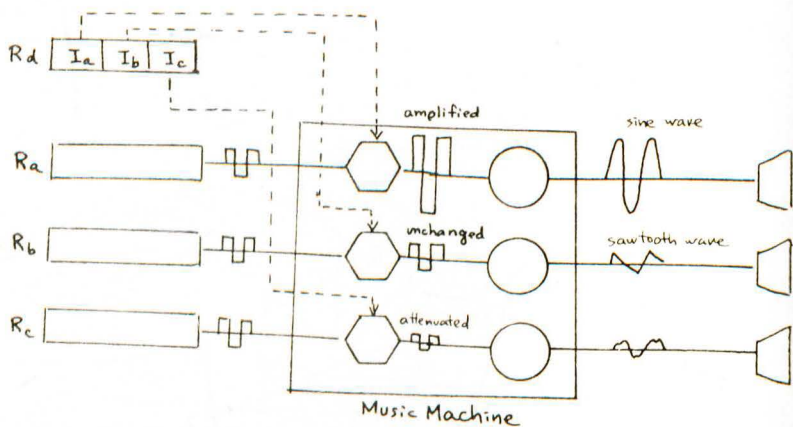 Rd Ia Ib Ic
amplified
sine wave
Ra
unchanged
sawtooth wave
Rb
attenuated
Rc
Music Machine